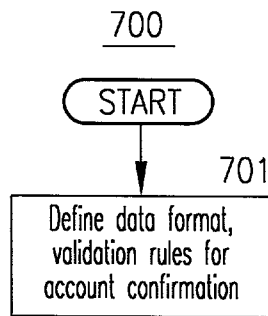 700
START
701
Define data format,
validation rules for
account confirmation